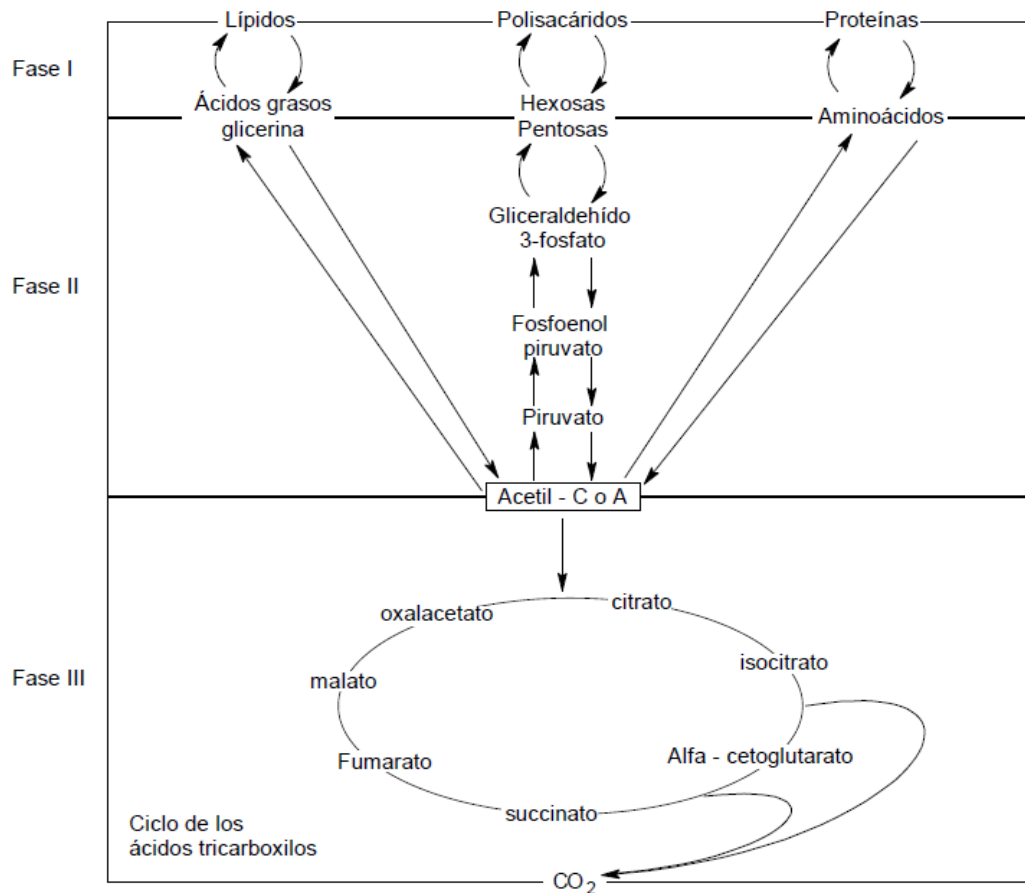 Lípidos
Polisacáridos
Proteínas
Fase I
Ácidos grasos
glicerina
Hexosas
Pentosas
Aminoácidos
Gliceraldehído
3-fosfato
Fase II
Fosfoenol
piruvato
Piruvato
Acetil - C o A
citrato
oxalacetato
isocitrato
Fase III
malato
Fumarato
Alfa - cetoglutarato
succinato
Ciclo de los
ácidos tricarboxilos
CO2